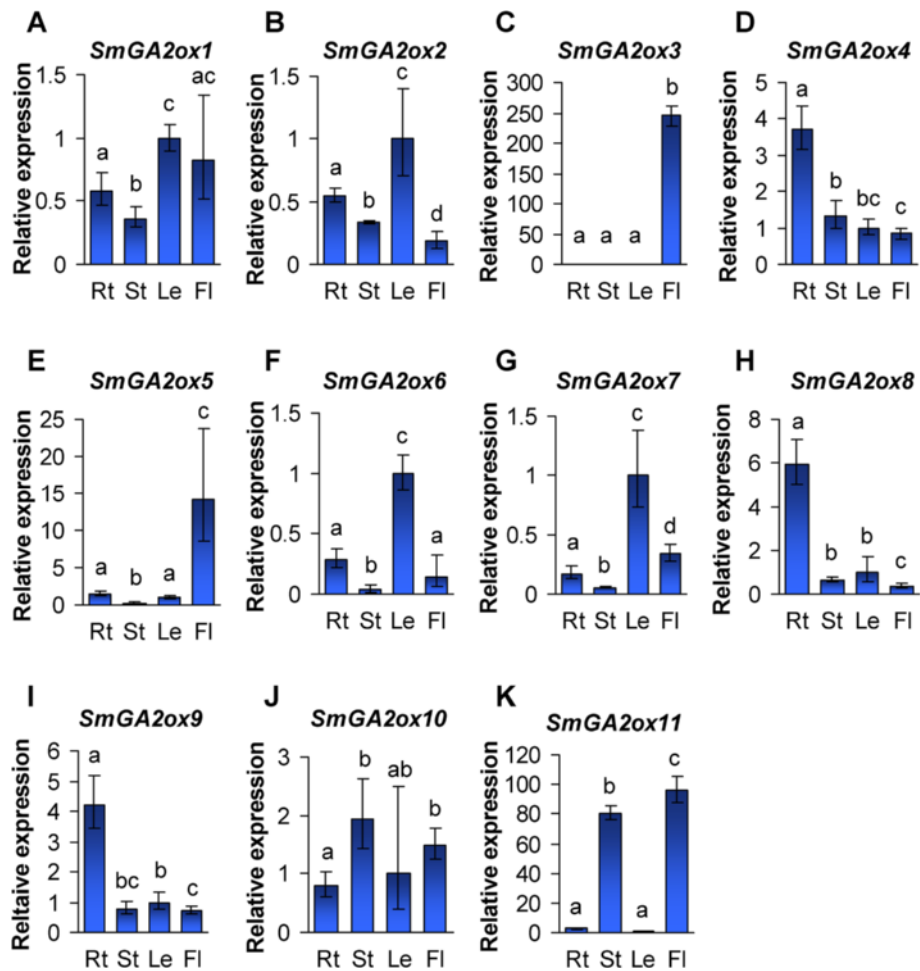 A
SmGA2ox1
Relative expression
1.5
1
0.5
0
a
b
c
ac
Rt St Le Fl
B
SmGA2ox2
Relative expression
1.5
1
0.5
0
a
b
c
d
Rt St Le Fl
C
SmGA2ox3
Relative expression
300
250
200
150
100
50
0
a a a
b
Rt St Le Fl
D
SmGA2ox4
Relative expression
5
4
3
2
1
0
a
b
bc
c
Rt St Le Fl
E
SmGA2ox5
Relative expression
25
20
15
10
5
0
a
b
a
c
Rt St Le Fl
F
SmGA2ox6
Relative expression
1.5
1
0.5
0
a
b
c
a
Rt St Le Fl
G
SmGA2ox7
Relative expression
1.5
1
0.5
0
a
b
c
d
Rt St Le Fl
H
SmGA2ox8
Relative expression
8
6
4
2
0
a
b
b
c
Rt St Le Fl
I
SmGA2ox9
Reltaive expression
6
5
4
3
2
1
0
a
bc
b
c
Rt St Le Fl
J
SmGA2ox10
Relative expression
3
2
1
0
a
b
ab
b
Rt St Le Fl
K
SmGA2ox11
Relative expression
120
100
80
60
40
20
0
a
b
a
c
Rt St Le Fl